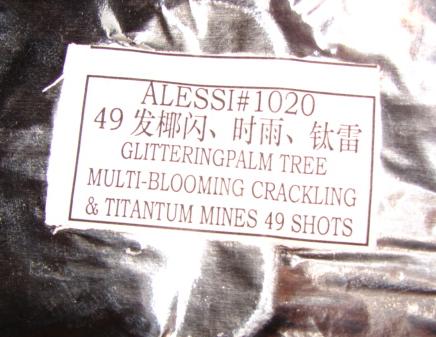 ALESSI#1020
49 发椰闪、时雨、钛雷
GLITTERINGPALM TREE
MULTI-BLOOMING CRACKLING
& TITANTUM MINES 49 SHOTS